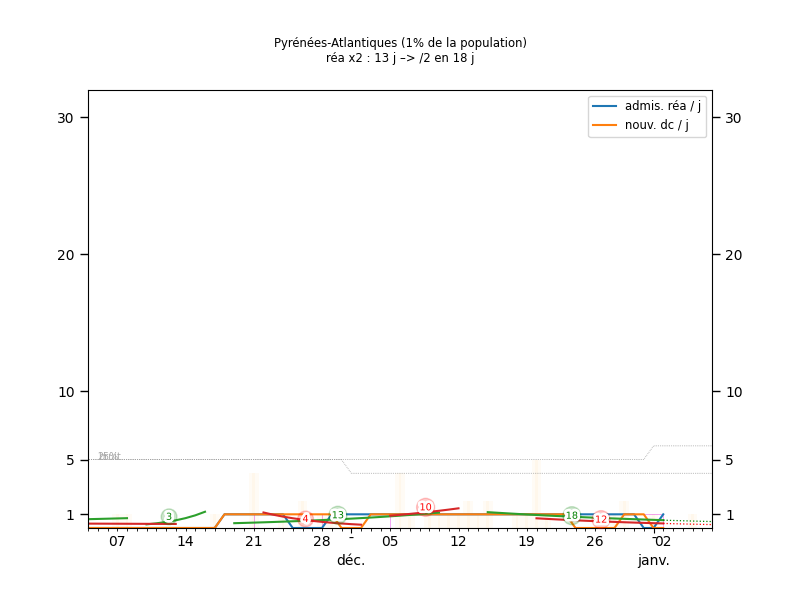 Pyrénées-Atlantiques (1% de la population)
réa x2 : 13 j –> /2 en 18 j
admis. réa / j
nouv. dc / j
30 30
20 20
10 10
5 5
1 1
3 4 13 10 18 12
07 14 21 28 - 05 12 19 26 02
déc. janv.